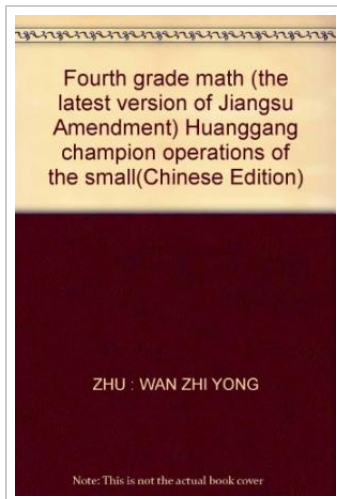 Fourth grade math (the
latest version of Jiangsu
Amendment) Huanggang
champion operations of
the small(Chinese Edition)
ZHU : WAN ZHI YONG
Note: This is not the actual book cover